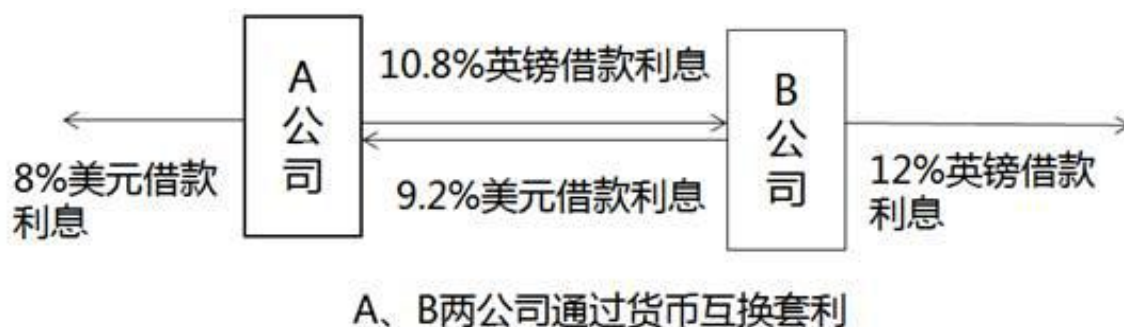 A公司
10.8%英镑借款利息
B公司
8%美元借款
利息
9.2%美元借款利息
12%英镑借款
利息
A、B两公司通过货币互换套利